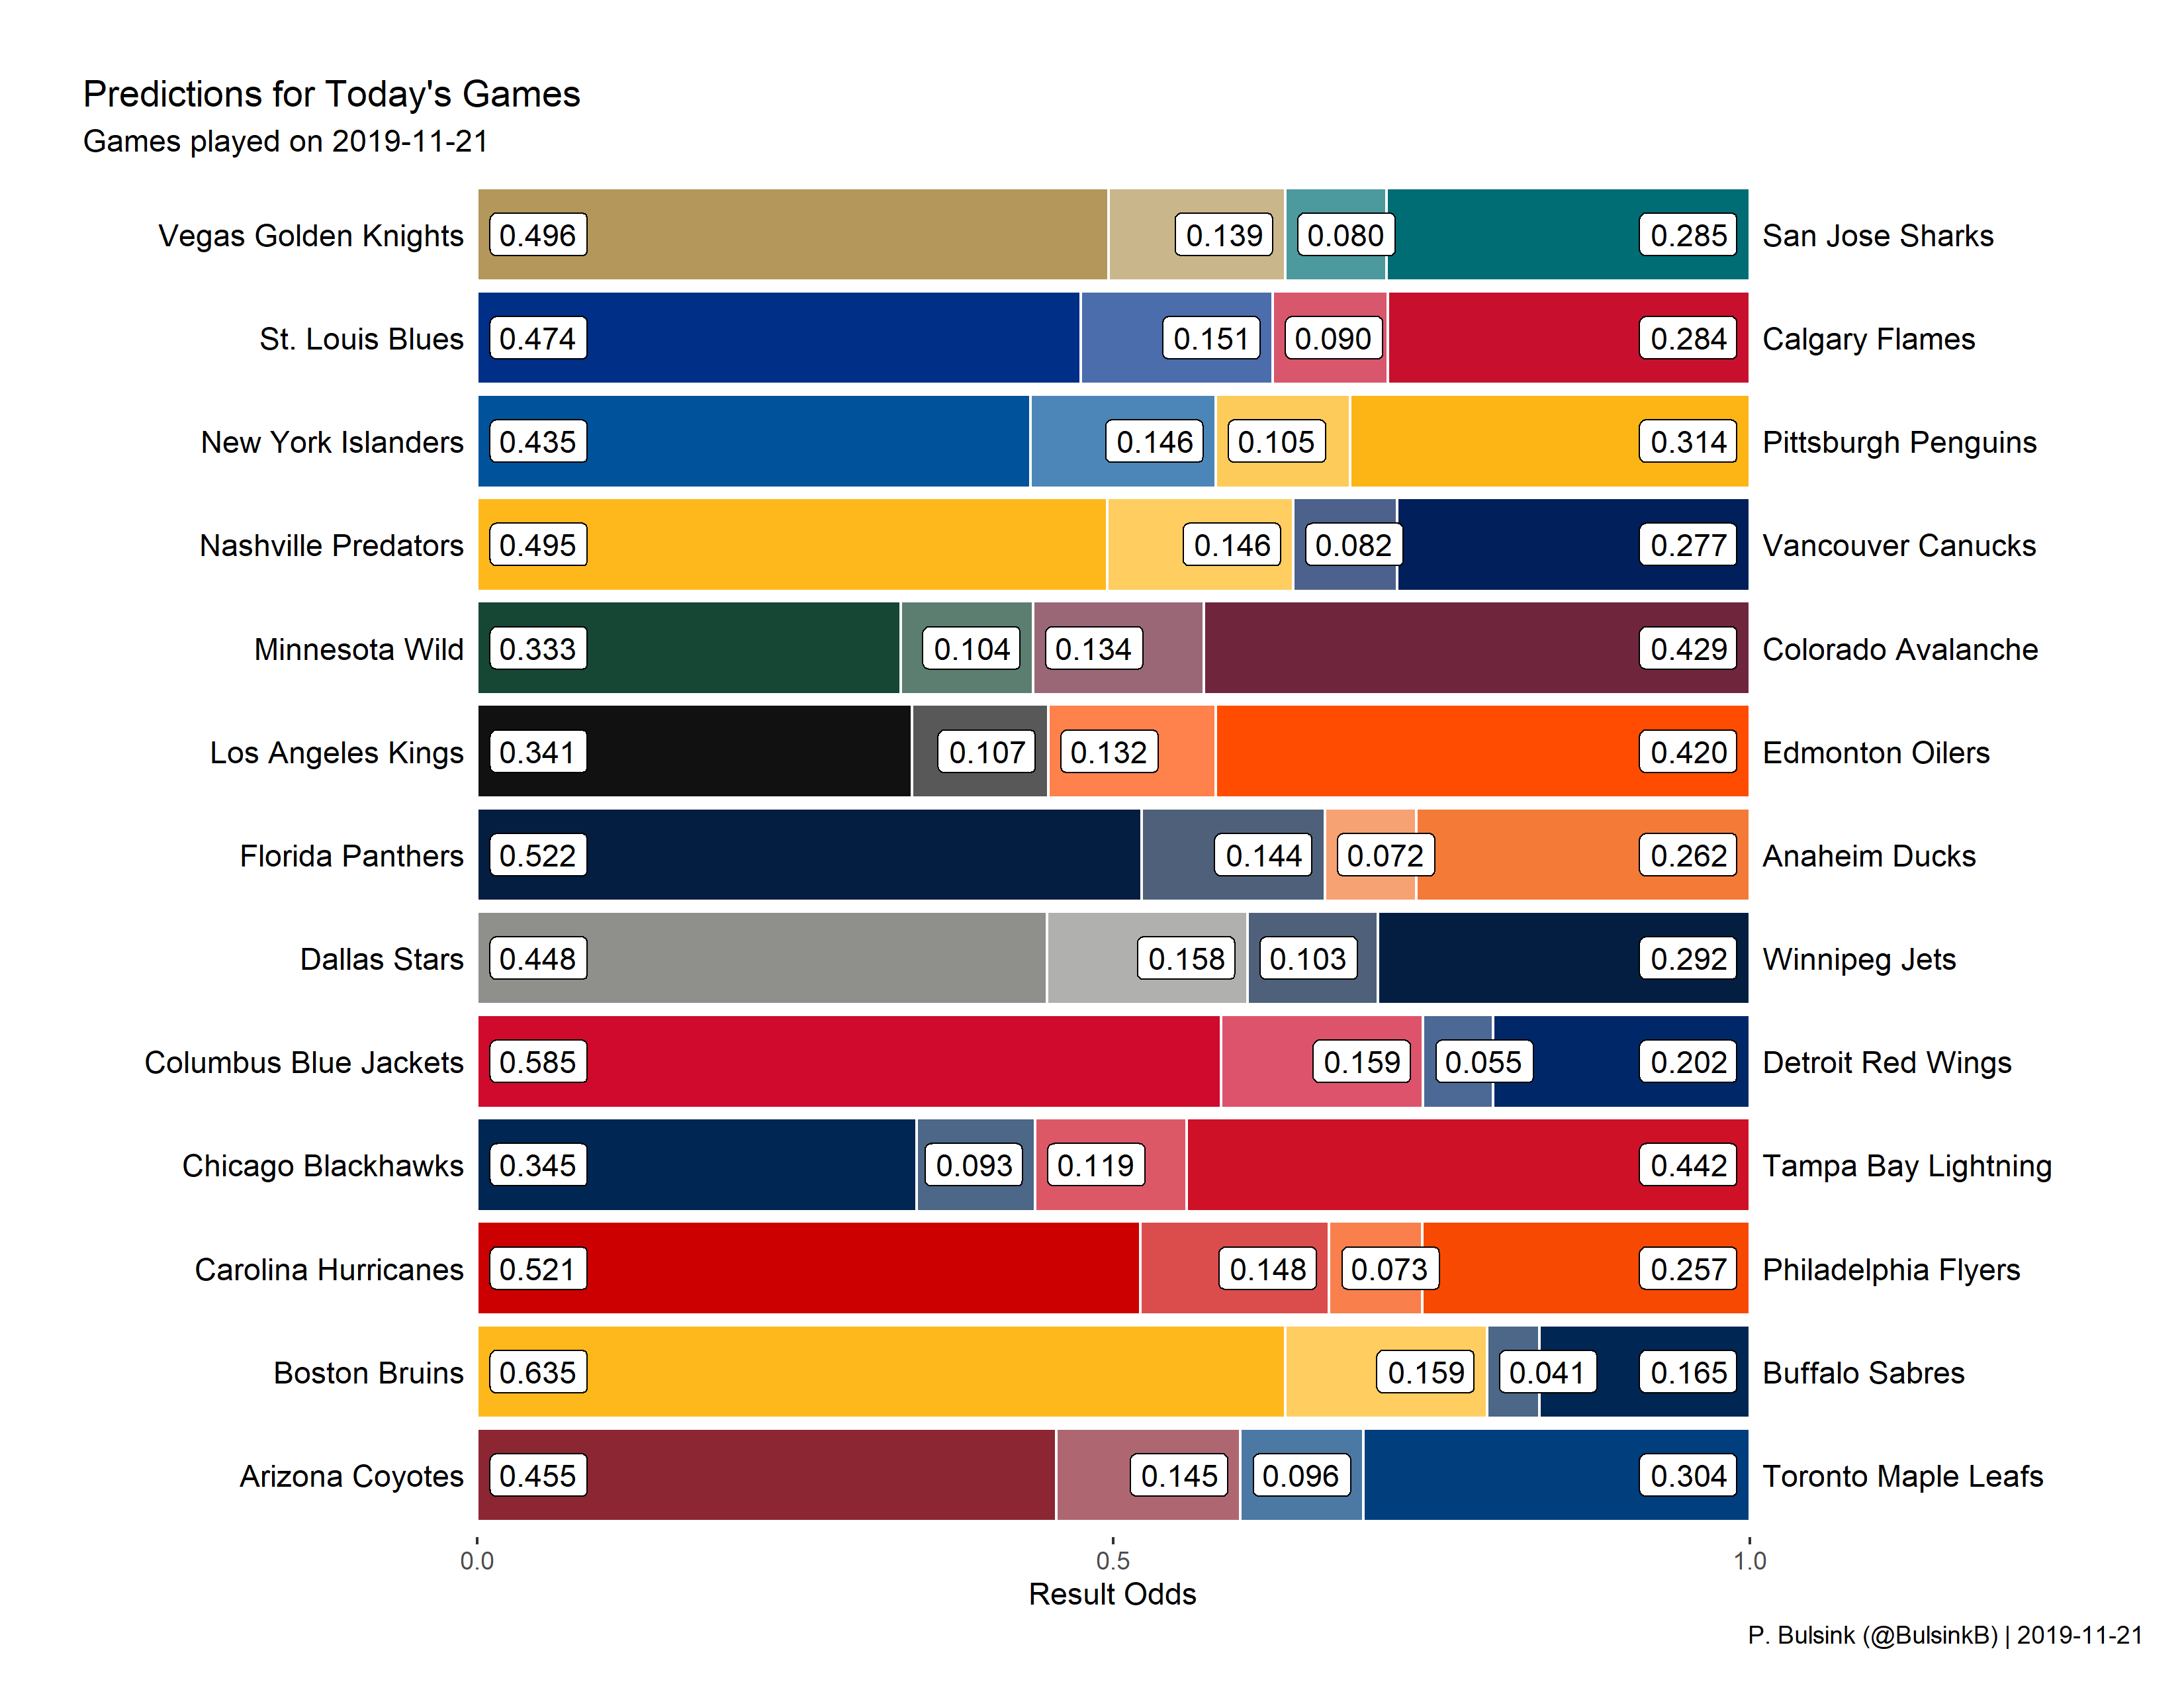 Predictions for Today's Games
Games played on 2019-11-21
Vegas Golden Knights 0.496 0.139 0.080 0.285 San Jose Sharks
St. Louis Blues 0.474 0.151 0.090 0.284 Calgary Flames
New York Islanders 0.435 0.146 0.105 0.314 Pittsburgh Penguins
Nashville Predators 0.495 0.146 0.082 0.277 Vancouver Canucks
Minnesota Wild 0.333 0.104 0.134 0.429 Colorado Avalanche
Los Angeles Kings 0.341 0.107 0.132 0.420 Edmonton Oilers
Florida Panthers 0.522 0.144 0.072 0.262 Anaheim Ducks
Dallas Stars 0.448 0.158 0.103 0.292 Winnipeg Jets
Columbus Blue Jackets 0.585 0.159 0.055 0.202 Detroit Red Wings
Chicago Blackhawks 0.345 0.093 0.119 0.442 Tampa Bay Lightning
Carolina Hurricanes 0.521 0.148 0.073 0.257 Philadelphia Flyers
Boston Bruins 0.635 0.159 0.041 0.165 Buffalo Sabres
Arizona Coyotes 0.455 0.145 0.096 0.304 Toronto Maple Leafs
0.0 0.5 1.0
Result Odds
P. Bulsink (@BulsinkB) | 2019-11-21